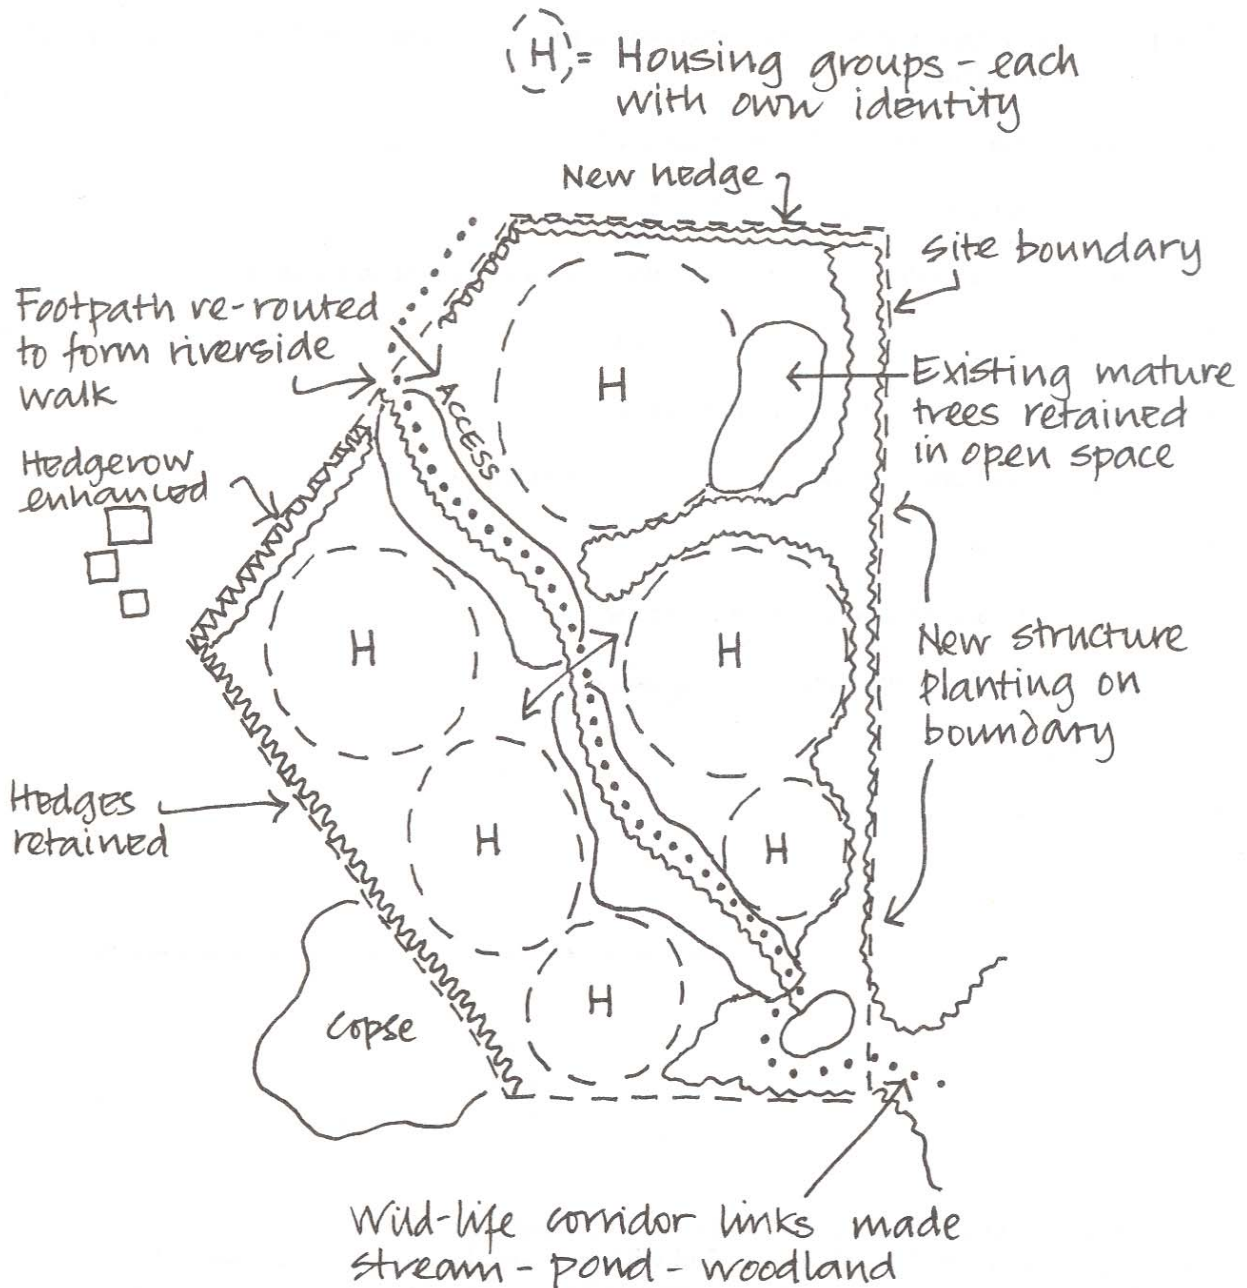 H = Housing groups - each
with own identity
New hedge
site boundary
Footpath re-routed
to form riverside
walk
ACCESS
H
Existing mature
trees retained
in open space
Hedgerow
enhanced
H
H
New structure
planting on
boundary
Hedges
retained
H
H
H
copse
Wild-life corridor links made
stream - pond - woodland